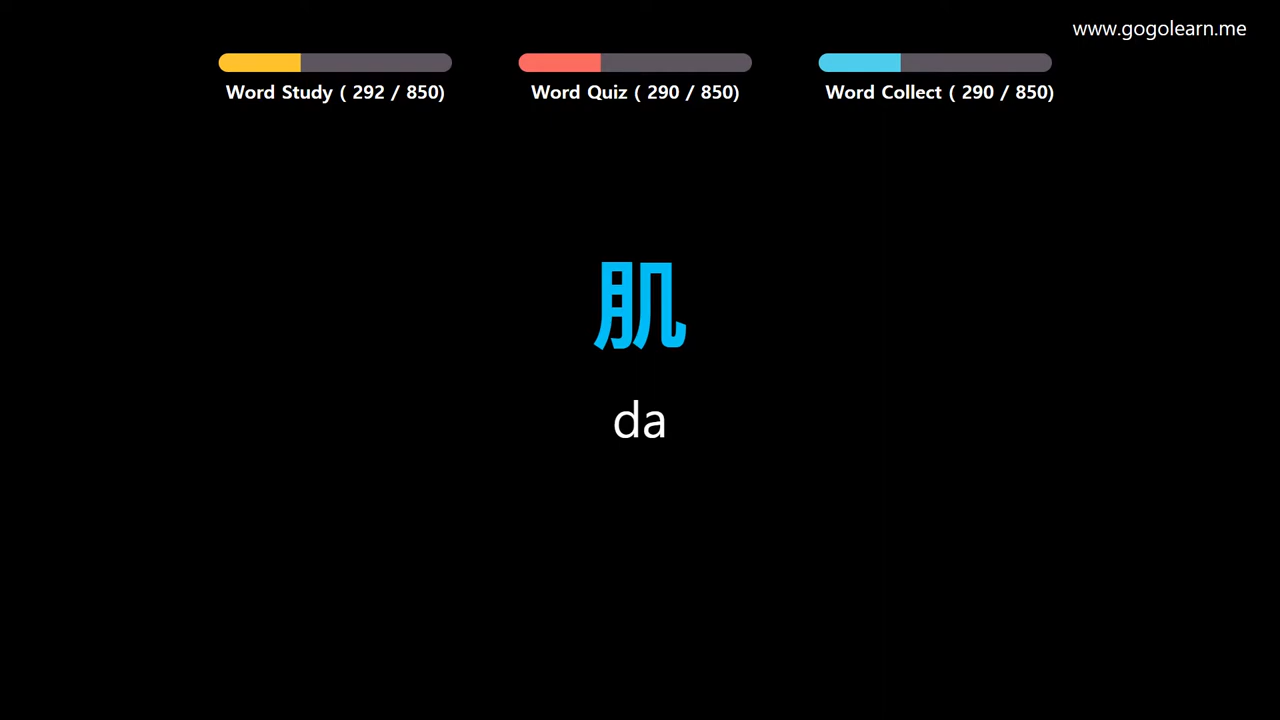 www.gogolearn.me
Word Study ( 292 / 850)
Word Quiz ( 290 / 850)
Word Collect ( 290 / 850)
肌
da